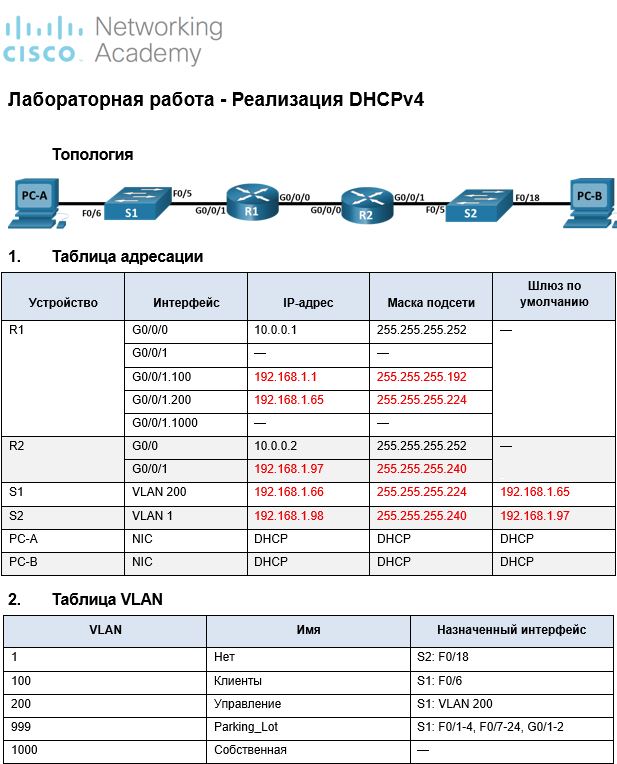 Networking
CISCO Academy
Лабораторная работа - Реализация DHCPv4
Топология
PC-A F0/6 S1 F0/5 G0/0/1 R1 G0/0/0 G0/0/0 R2 G0/0/1 F0/5 S2 F0/18 PC-B
1. Таблица адресации
Устройство Интерфейс IP-адрес Маска подсети Шлюз по умолчанию
R1 G0/0/0 10.0.0.1 255.255.255.252 —
G0/0/1 — —
G0/0/1.100 192.168.1.1 255.255.255.192
G0/0/1.200 192.168.1.65 255.255.255.224
G0/0/1.1000 — —
R2 G0/0 10.0.0.2 255.255.255.252 —
G0/0/1 192.168.1.97 255.255.255.240
S1 VLAN 200 192.168.1.66 255.255.255.224 192.168.1.65
S2 VLAN 1 192.168.1.98 255.255.255.240 192.168.1.97
PC-A NIC DHCP DHCP DHCP
PC-B NIC DHCP DHCP DHCP
2. Таблица VLAN
VLAN Имя Назначенный интерфейс
1 Нет S2: F0/18
100 Клиенты S1: F0/6
200 Управление S1: VLAN 200
999 Parking_Lot S1: F0/1-4, F0/7-24, G0/1-2
1000 Собственная —